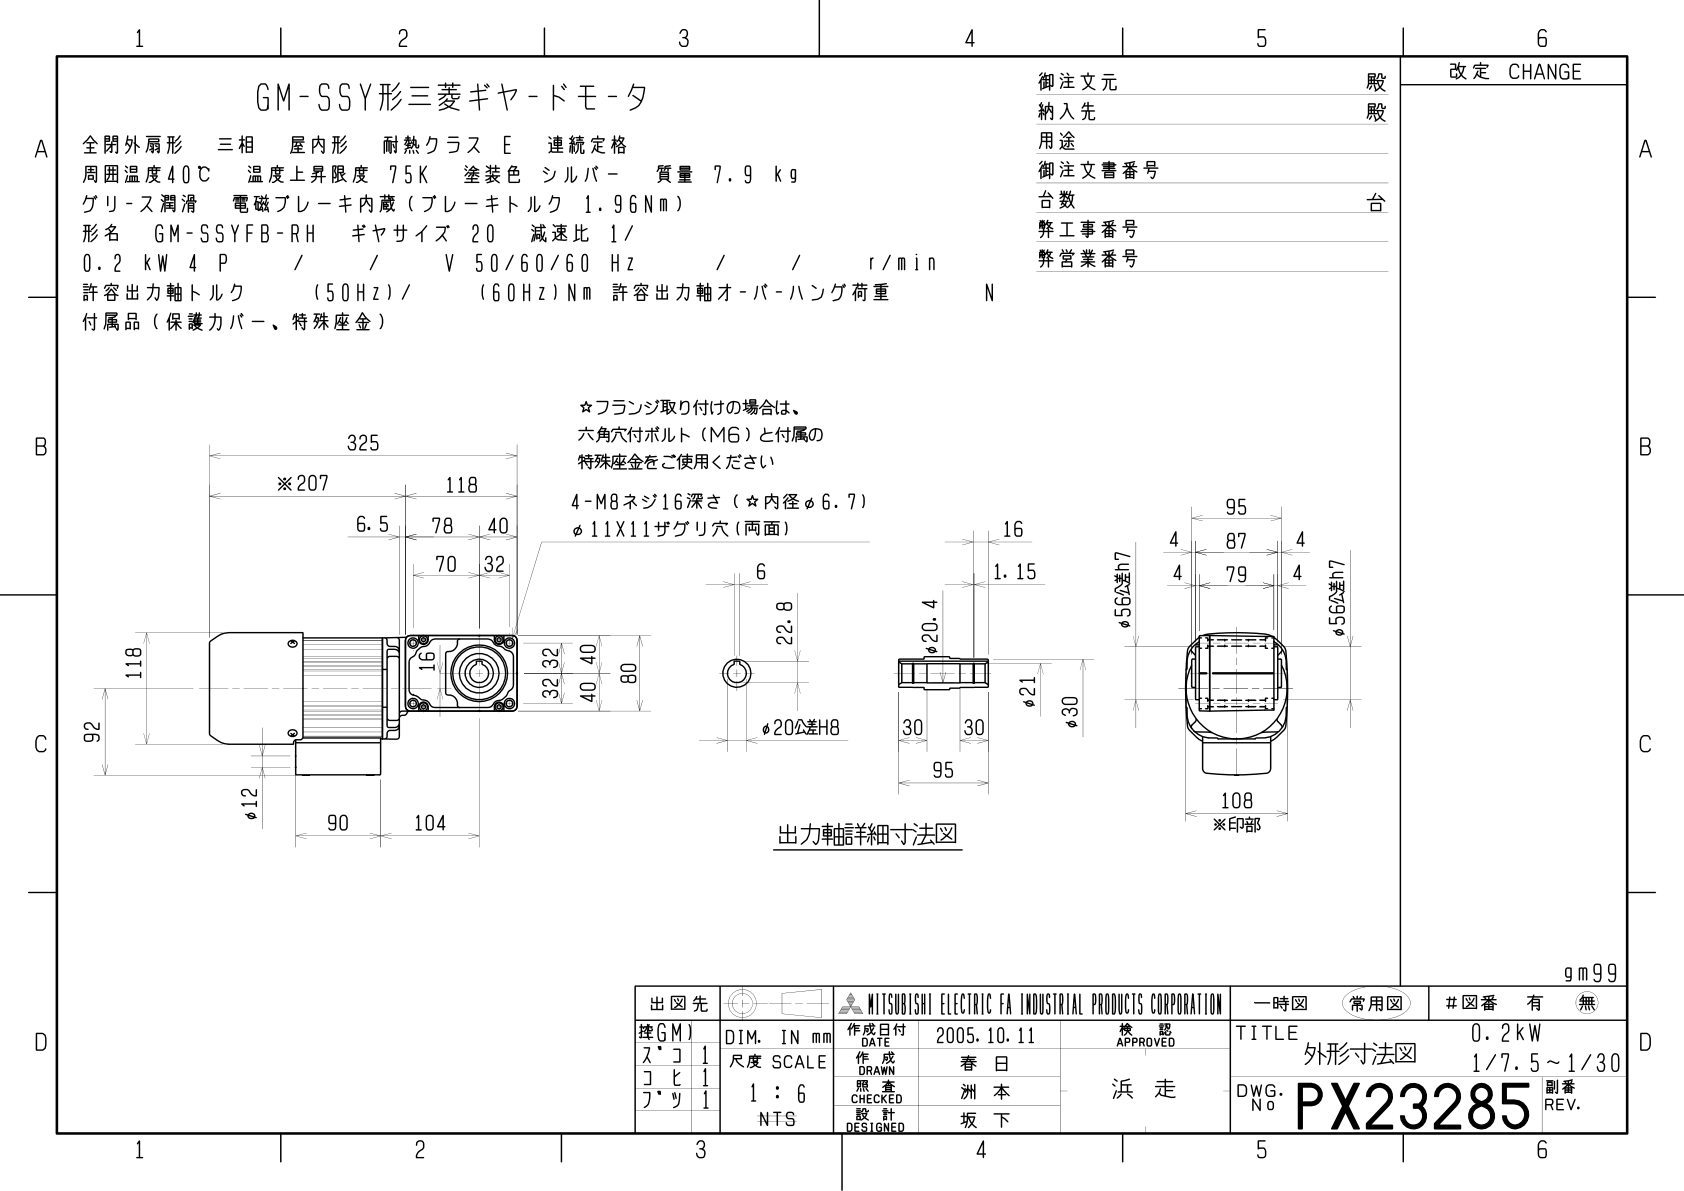 1 2 3 4 5 6
改定 CHANGE
GM-SSY形三菱ギヤ-ドモ-タ
全閉外扇形 三相 屋内形 耐熱クラス E 連続定格
周囲温度40℃ 温度上昇限度 75K 塗装色 シルバー 質量 7.9 kg
グリ-ス潤滑 電磁ブレーキ内蔵(ブレーキトルク 1.96Nm)
形名 GM-SSYFB-RH ギヤサイズ 20 減速比 1/
0.2 kW 4 P / / V 50/60/60 Hz / / r/min
許容出力軸トルク (50Hz)/ (60Hz)Nm 許容出力軸オ-バ-ハング荷重 N
付属品(保護カバー、特殊座金)
御注文元 殿
納入先 殿
用途
御注文書番号
台数 台
弊工事番号
弊営業番号
A A
B B
C C
D D
☆フランジ取り付けの場合は、
六角穴付ボルト(M6)と付属の
特殊座金をご使用ください
4-M8ネジ16深さ(☆内径φ6.7)
φ11X11ザグリ穴(両面)
325
※207 118
6.5 78 40
70 32
118
92
16
32 40
32 40
80
φ12
90 104
6
22.8
φ20公差H8
16
1.15
φ20.4
φ21
φ30
30 30
95
出力軸詳細寸法図
95
4 87 4
4 79 4
φ56公差h7
φ56公差h7
108
※印部
gm99
出図先
GM)
ズコ 1
コヒ 1
ブツ 1
DIM. IN mm
尺度 SCALE
1 : 6
NTS
MITSUBISHI ELECTRIC FA INDUSTRIAL PRODUCTS CORPORATION
作成日付 DATE 2005.10.11
作成 DRAWN 春日
照査 CHECKED 洲本
設計 DESIGNED 坂下
検認 APPROVED
浜走
一時図 常用図 #図番 有 無
TITLE 外形寸法図
0.2kW
1/7.5~1/30
DWG. No PX23285
副番 REV.
1 2 3 4 5 6